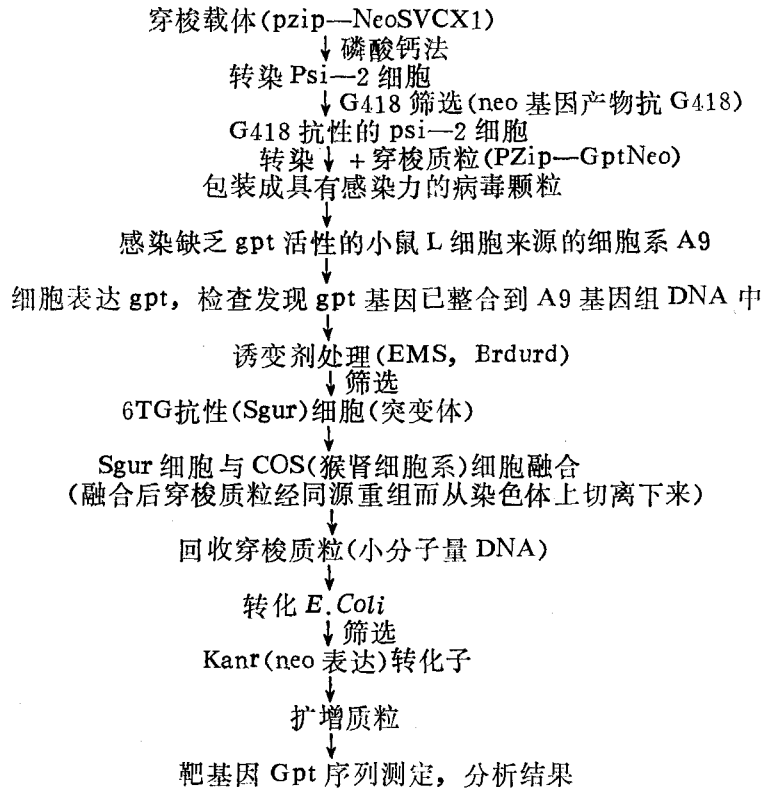 穿梭载体(pzip—NeoSVCX1)
磷酸钙法
转染 Psi—2 细胞
G418 筛选(neo 基因产物抗 G418)
G418 抗性的 psi—2 细胞
转染 + 穿梭质粒(PZip—GptNeo)
包装成具有感染力的病毒颗粒
感染缺乏 gpt 活性的小鼠 L 细胞来源的细胞系 A9
细胞表达 gpt，检查发现 gpt 基因已整合到 A9 基因组 DNA 中
诱变剂处理(EMS, Brdurd)
筛选
6TG抗性(Sgur)细胞(突变体)
Sgur 细胞与 COS(猴肾细胞系)细胞融合
(融合后穿梭质粒经同源重组而从染色体上切离下来)
回收穿梭质粒(小分子量 DNA)
转化 E.Coli
筛选
Kanr(neo 表达)转化子
扩增质粒
靶基因 Gpt 序列测定，分析结果